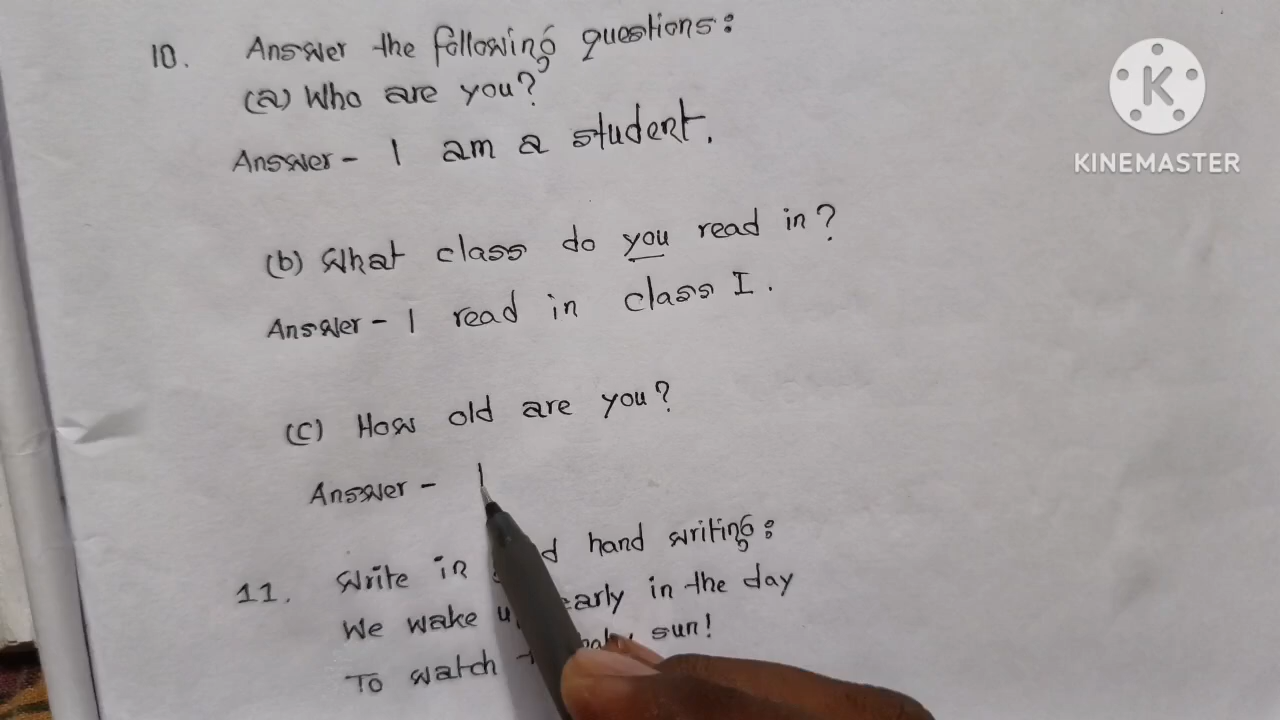 10. Answer the following questions:
(a) Who are you?
Answer - I am a student.
(b) What class do you read in?
Answer - I read in class I.
(c) How old are you?
Answer - I
11. Write in hand writing:
We wake early in the day
To watch sun!
K
KINEMASTER